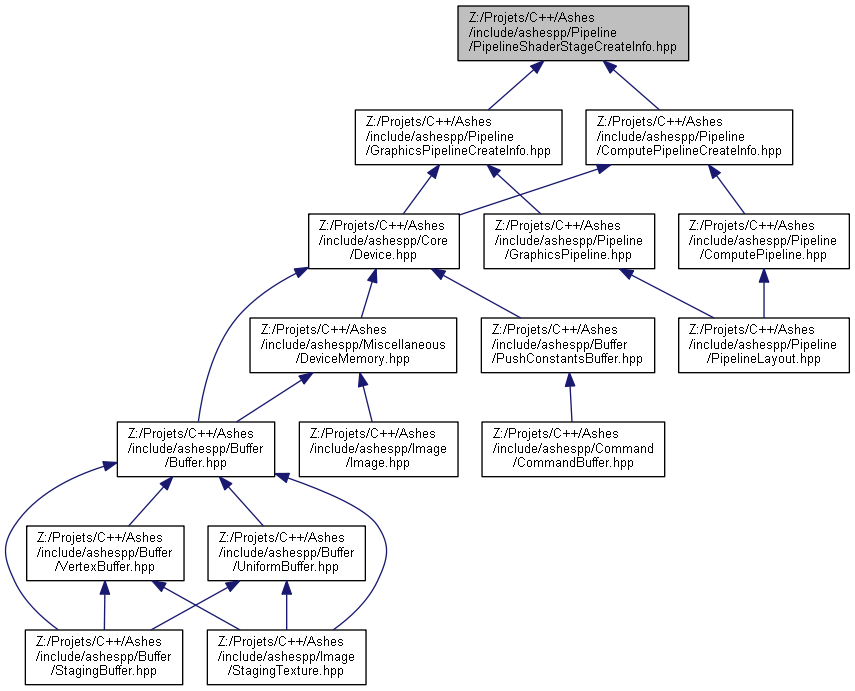 Z:/Projets/C++/Ashes
/include/ashespp/Pipeline
/PipelineShaderStageCreateInfo.hpp
Z:/Projets/C++/Ashes
/include/ashespp/Pipeline
/GraphicsPipelineCreateInfo.hpp
Z:/Projets/C++/Ashes
/include/ashespp/Pipeline
/ComputePipelineCreateInfo.hpp
Z:/Projets/C++/Ashes
/include/ashespp/Core
/Device.hpp
Z:/Projets/C++/Ashes
/include/ashespp/Pipeline
/GraphicsPipeline.hpp
Z:/Projets/C++/Ashes
/include/ashespp/Pipeline
/ComputePipeline.hpp
Z:/Projets/C++/Ashes
/include/ashespp/Miscellaneous
/DeviceMemory.hpp
Z:/Projets/C++/Ashes
/include/ashespp/Buffer
/PushConstantsBuffer.hpp
Z:/Projets/C++/Ashes
/include/ashespp/Pipeline
/PipelineLayout.hpp
Z:/Projets/C++/Ashes
/include/ashespp/Buffer
/Buffer.hpp
Z:/Projets/C++/Ashes
/include/ashespp/Image
/Image.hpp
Z:/Projets/C++/Ashes
/include/ashespp/Command
/CommandBuffer.hpp
Z:/Projets/C++/Ashes
/include/ashespp/Buffer
/VertexBuffer.hpp
Z:/Projets/C++/Ashes
/include/ashespp/Buffer
/UniformBuffer.hpp
Z:/Projets/C++/Ashes
/include/ashespp/Buffer
/StagingBuffer.hpp
Z:/Projets/C++/Ashes
/include/ashespp/Image
/StagingTexture.hpp